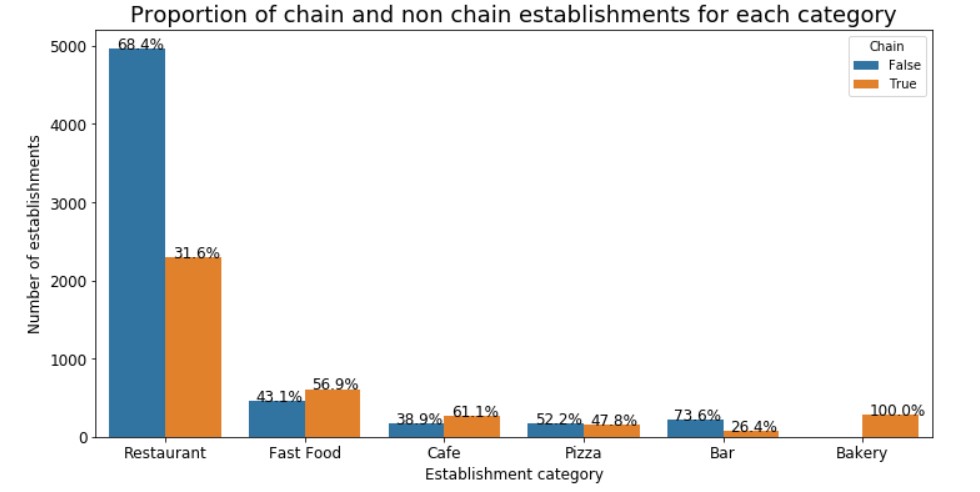 Proportion of chain and non chain establishments for each category
Number of establishments
5000
4000
3000
2000
1000
0
68.4%
31.6%
43.1%
56.9%
38.9%
61.1%
52.2%
47.8%
73.6%
26.4%
100.0%
Chain
False
True
Restaurant
Fast Food
Cafe
Pizza
Bar
Bakery
Establishment category